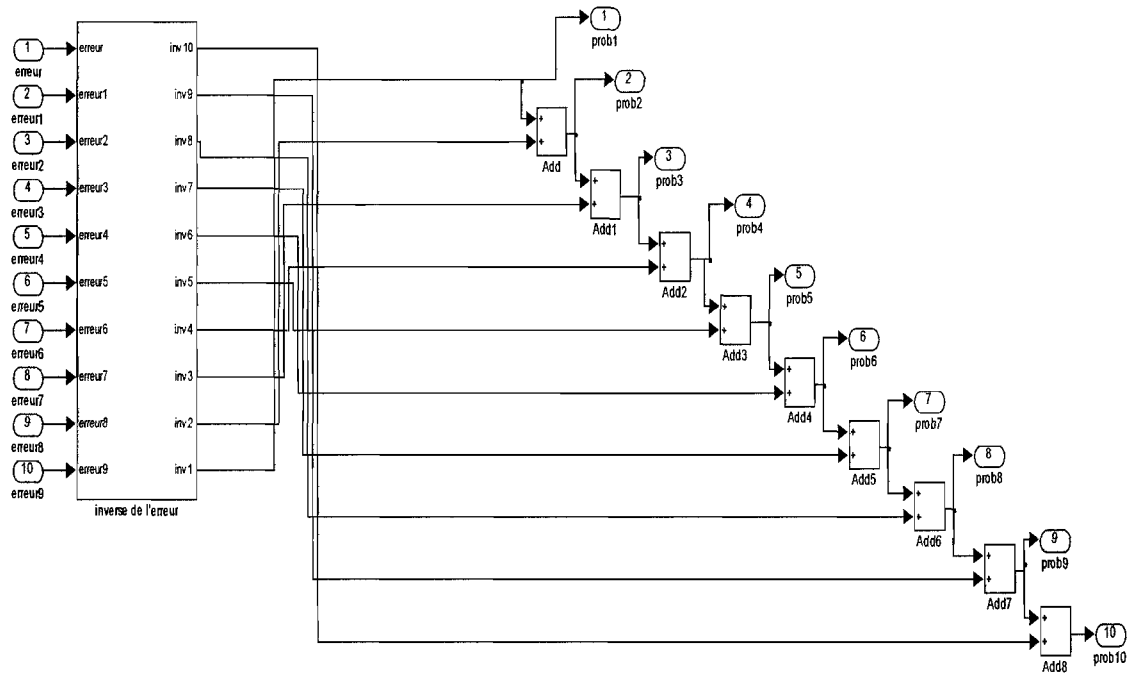 1
erreur
2
erreur1
3
erreur2
4
erreur3
5
erreur4
6
erreur5
7
erreur6
8
erreur7
9
erreur8
10
erreur9
erreur
erreur1
erreur2
erreur3
erreur4
erreur5
erreur6
erreur7
erreur8
erreur9
inv10
inv9
inv8
inv7
inv6
inv5
inv4
inv3
inv2
inv1
inverse de l'erreur
1
prob1
2
prob2
+
+
Add
3
prob3
+
+
Add1
4
prob4
+
+
Add2
5
prob5
+
+
Add3
6
prob6
+
+
Add4
7
prob7
+
+
Add5
8
prob8
+
+
Add6
9
prob9
+
+
Add7
10
prob10
+
+
Add8